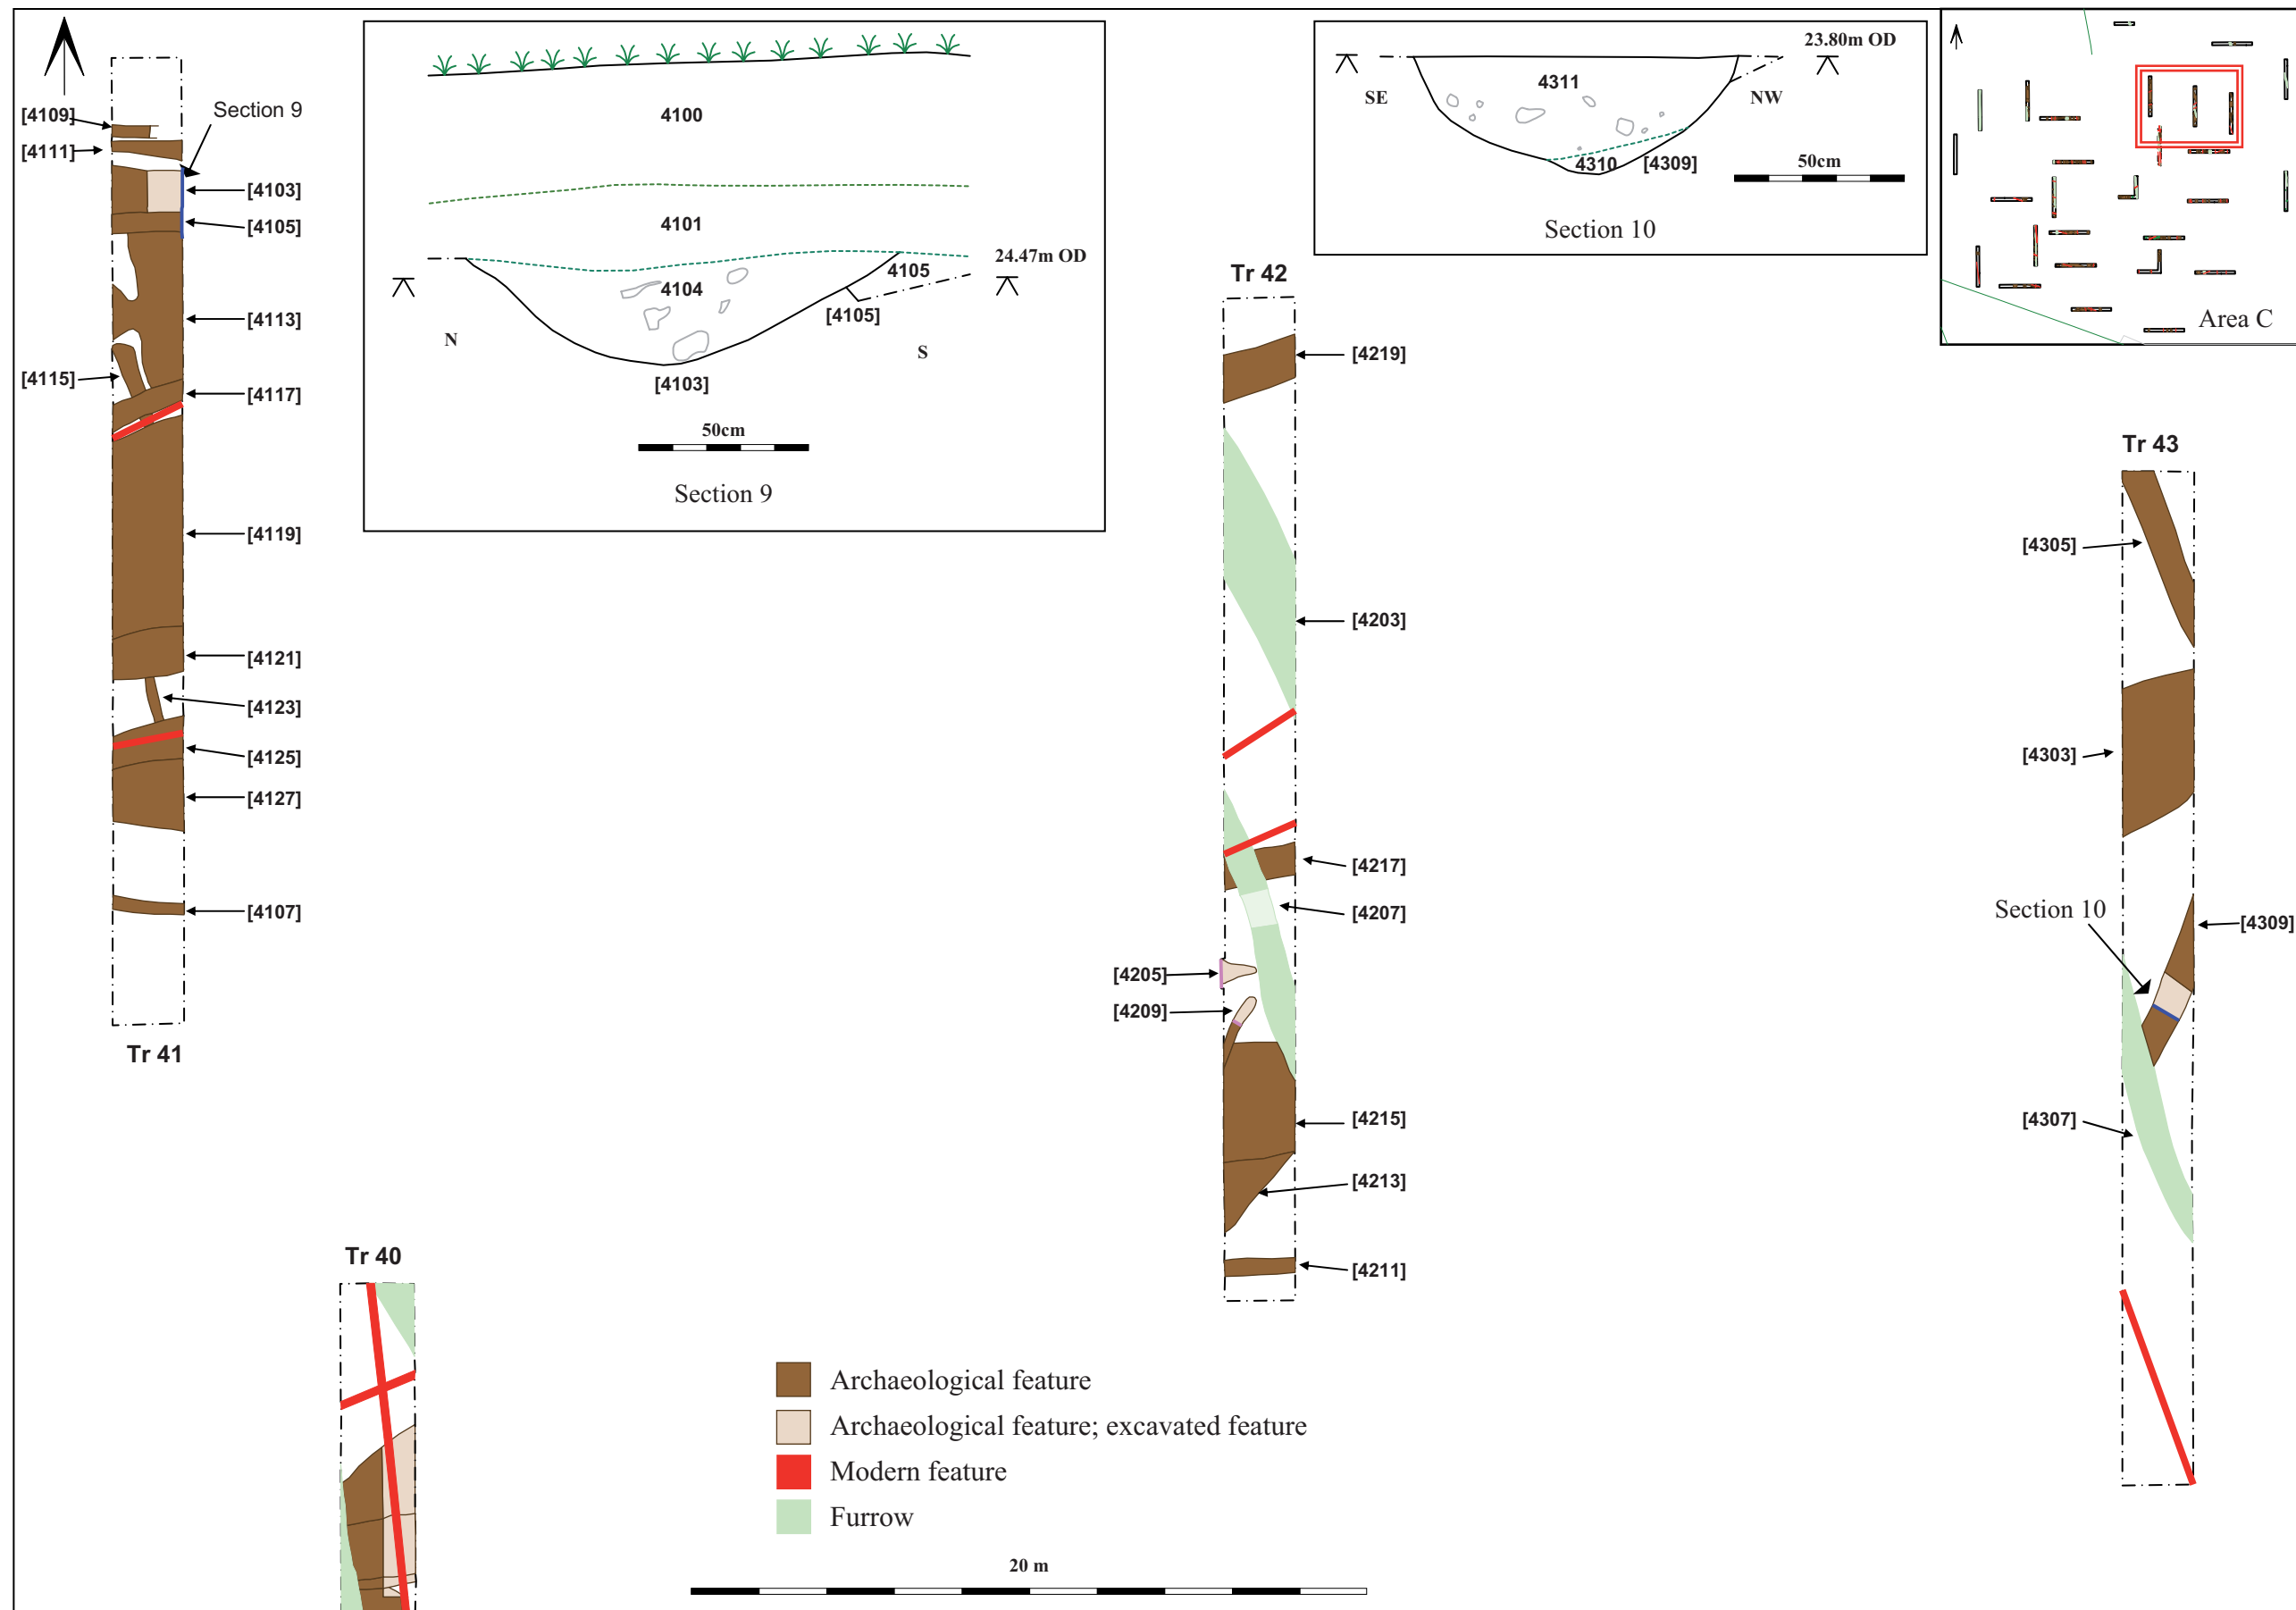 [4109]
Section 9
[4111]
[4103]
[4105]
[4113]
[4115]
[4117]
[4119]
[4121]
[4123]
[4125]
[4127]
[4107]
Tr 41
4100
4101
24.47m OD
4105
4104
[4105]
N
S
[4103]
50cm
Section 9
23.80m OD
4311
SE
NW
4310
[4309]
50cm
Section 10
Area C
Tr 42
[4219]
[4203]
[4217]
[4207]
[4205]
[4209]
[4215]
[4213]
[4211]
Tr 43
[4305]
[4303]
Section 10
[4309]
[4307]
Tr 40
Archaeological feature
Archaeological feature; excavated feature
Modern feature
Furrow
20 m